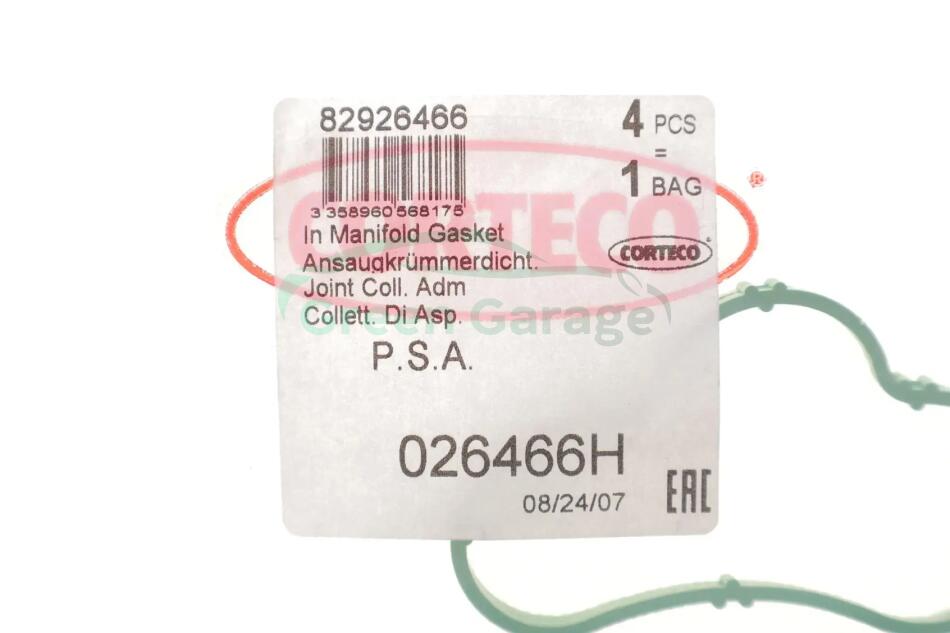 82926466
4 PCS
=
1 BAG
3 358960 568175
CORTECO
®
In Manifold Gasket
Ansaugkrümmerdicht.
CORTECO
Joint Coll. Adm
Collett. Di Asp.
Green Garage
P.S.A.
026466H
08/24/07
EAC